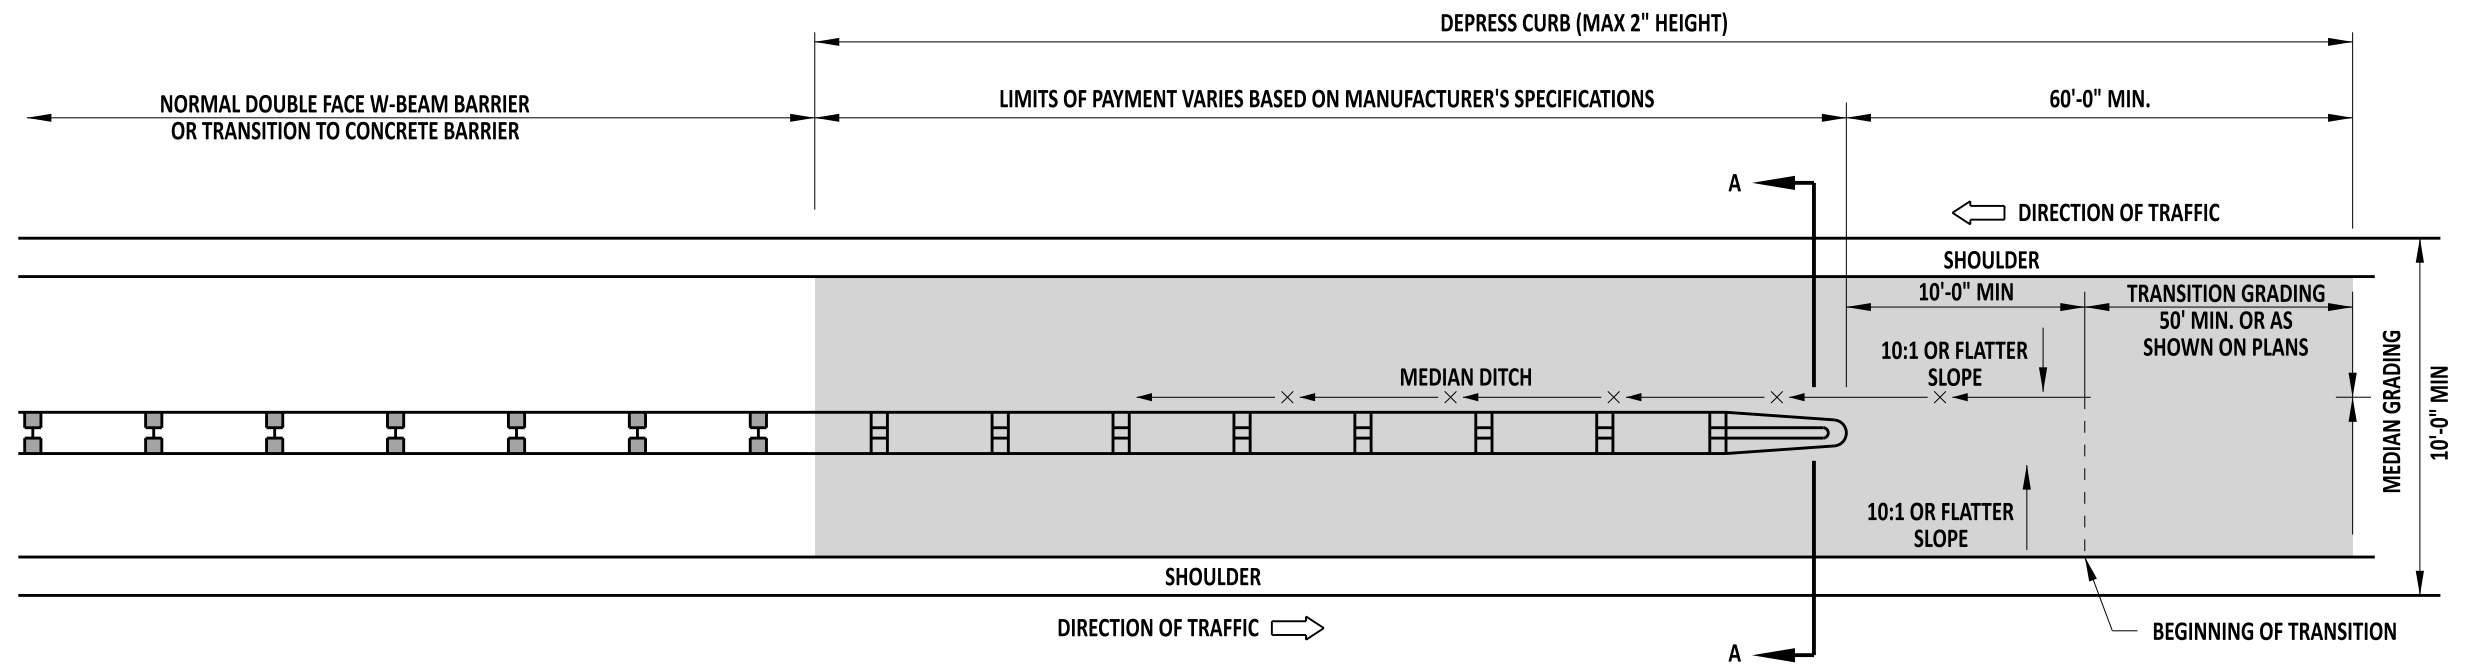 DEPRESS CURB (MAX 2" HEIGHT)
NORMAL DOUBLE FACE W-BEAM BARRIER
OR TRANSITION TO CONCRETE BARRIER
LIMITS OF PAYMENT VARIES BASED ON MANUFACTURER'S SPECIFICATIONS
60'-0" MIN.
A
DIRECTION OF TRAFFIC
SHOULDER
10'-0" MIN
TRANSITION GRADING
50' MIN. OR AS
SHOWN ON PLANS
10:1 OR FLATTER
SLOPE
MEDIAN DITCH
MEDIAN GRADING
10'-0" MIN
10:1 OR FLATTER
SLOPE
SHOULDER
DIRECTION OF TRAFFIC
BEGINNING OF TRANSITION
A